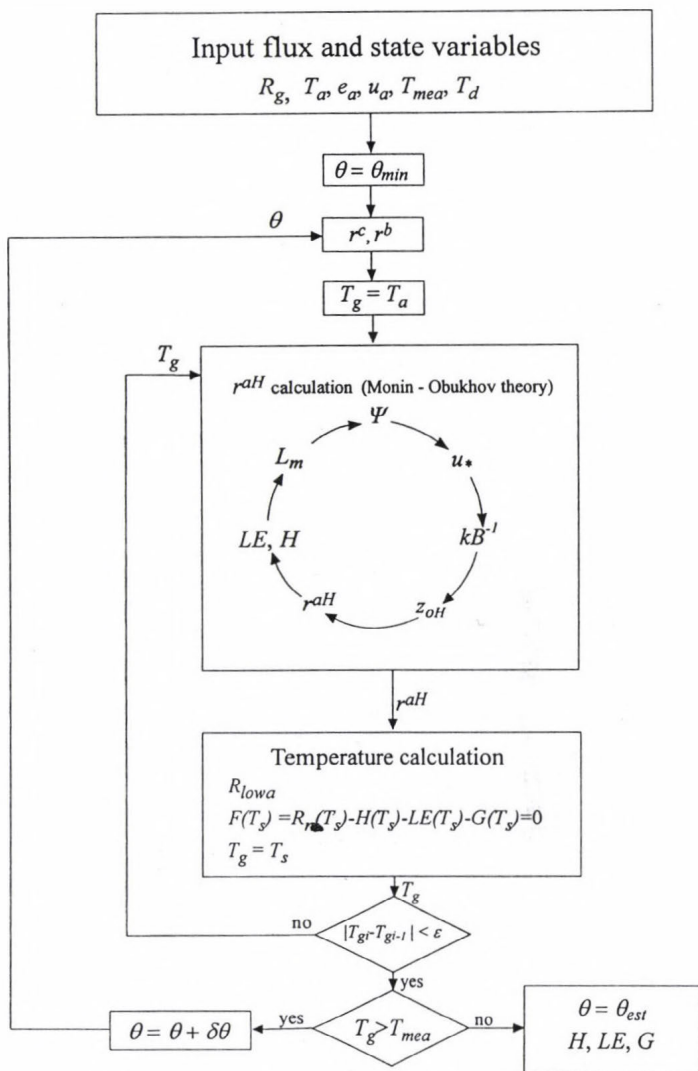 Input flux and state variables
R_g, T_a, e_a, u_a, T_mea, T_d
θ = θ_min
θ
r^c, r^b
T_g = T_a
T_g
r^aH calculation (Monin - Obukhov theory)
Ψ
L_m
u_*
LE, H
kB^-1
r^aH
z_oH
r^aH
Temperature calculation
R_lowa
F(T_s) =R_n(T_s)-H(T_s)-LE(T_s)-G(T_s)=0
T_g = T_s
T_g
no
|T_gi-T_gi-1| < ε
yes
θ = θ + δθ
yes
T_g>T_mea
no
θ = θ_est
H, LE, G